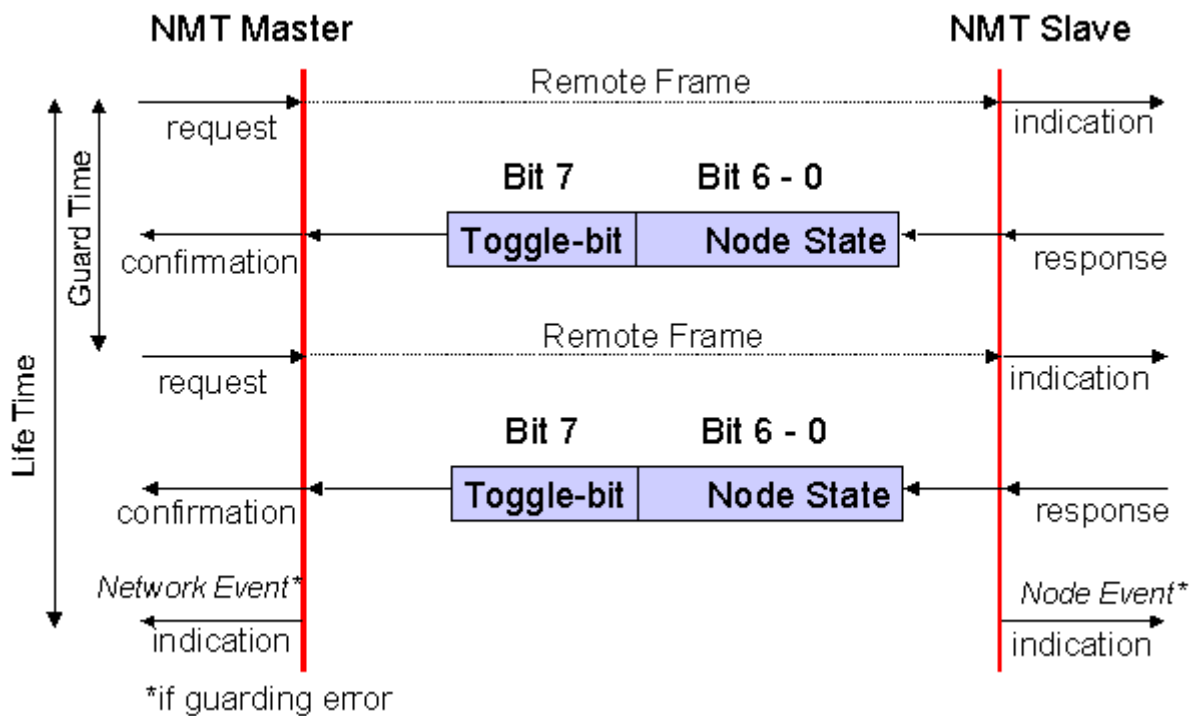 NMT Master
NMT Slave
Remote Frame
request
indication
Bit 7
Bit 6 - 0
Guard Time
Toggle-bit
Node State
confirmation
response
Remote Frame
request
indication
Life Time
Bit 7
Bit 6 - 0
Toggle-bit
Node State
confirmation
response
Network Event*
Node Event*
indication
indication
*if guarding error